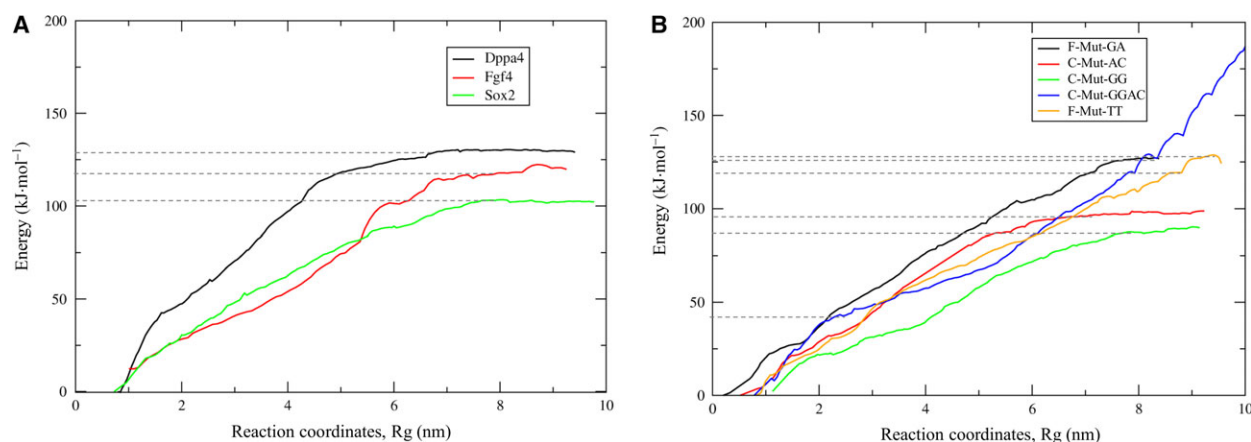 A
200
150
100
50
0
Energy (kJ·mol⁻¹)
Dppa4
Fgf4
Sox2
0 2 4 6 8 10
Reaction coordinates, Rg (nm)
B
200
150
100
50
0
Energy (kJ·mol⁻¹)
F-Mut-GA
C-Mut-AC
C-Mut-GG
C-Mut-GGAC
F-Mut-TT
0 2 4 6 8 10
Reaction coordinates, Rg (nm)